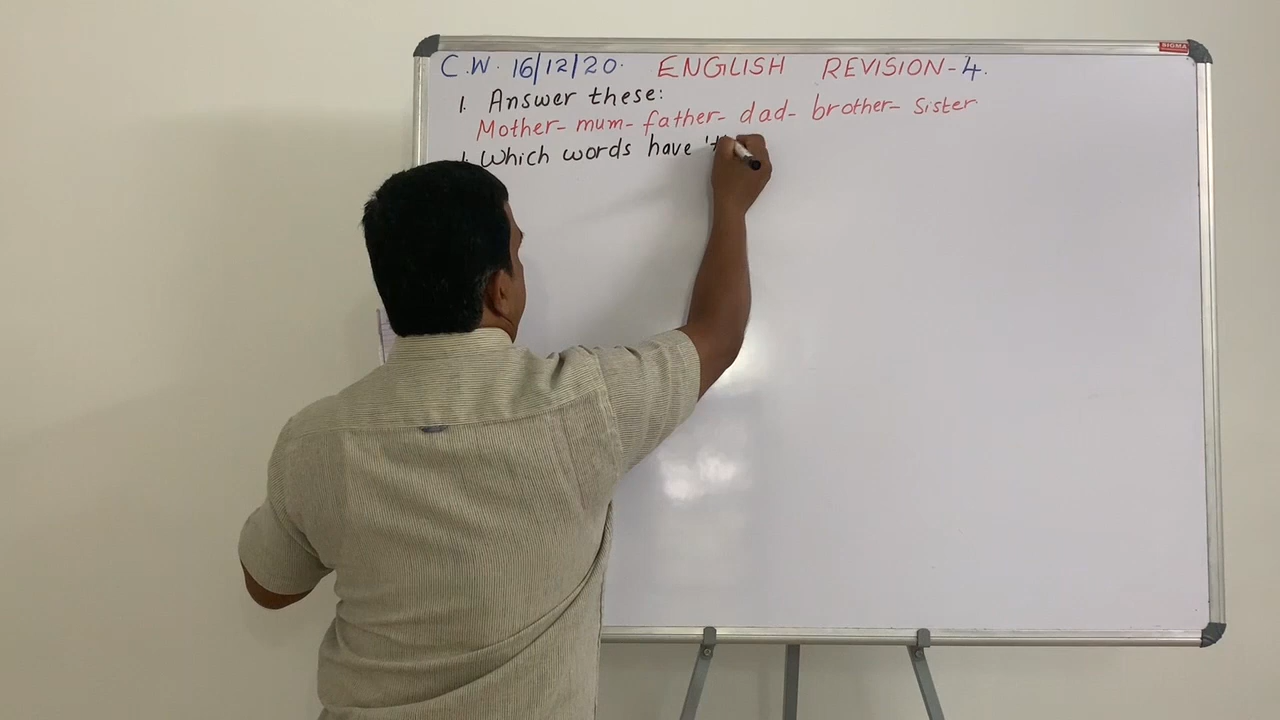 C.W. 16/12/20. ENGLISH REVISION-4.
1. Answer these:
Mother- mum- father- dad- brother- sister
1. Which words have 't
SIGMA